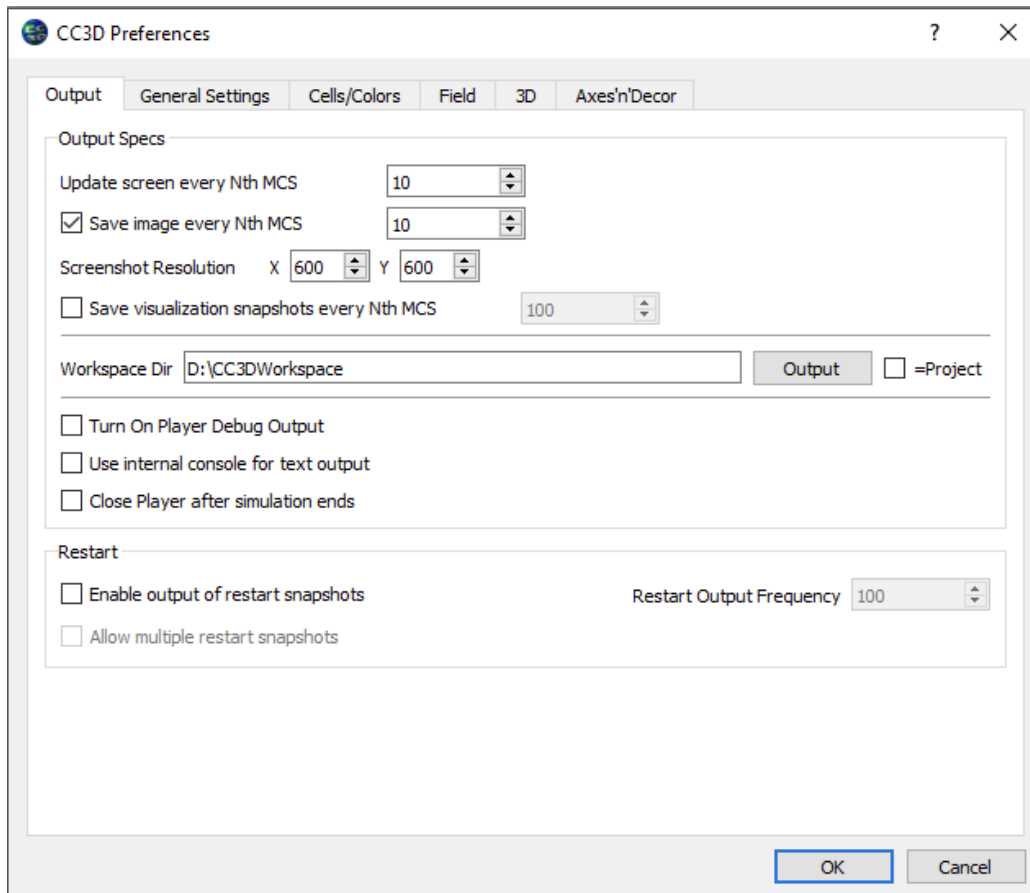 CC3D Preferences ?
Output General Settings Cells/Colors Field 3D Axes'n'Decor
Output Specs
Update screen every Nth MCS 10
Save image every Nth MCS 10
Screenshot Resolution X 600 Y 600
Save visualization snapshots every Nth MCS 100
Workspace Dir D:\CC3DWorkspace Output =Project
Turn On Player Debug Output
Use internal console for text output
Close Player after simulation ends
Restart
Enable output of restart snapshots Restart Output Frequency 100
Allow multiple restart snapshots
OK Cancel